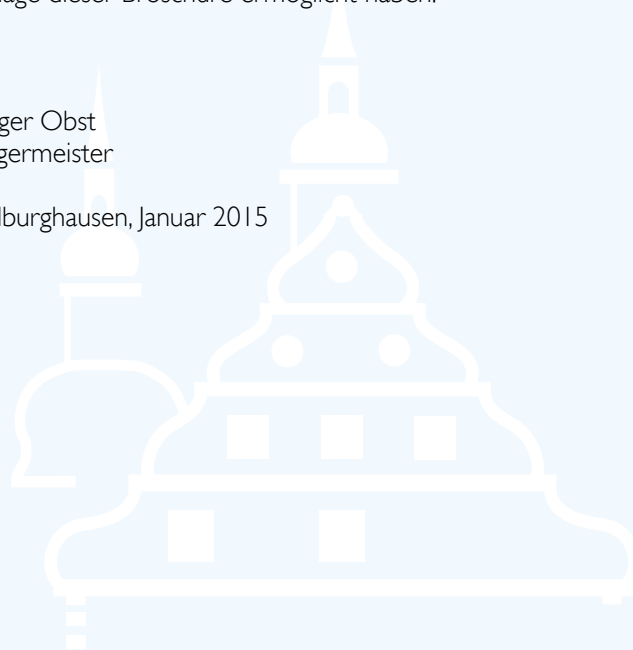 dieser Broschüre ermöglicht haben.
ger Obst
germeister
lburghausen, Januar 2015